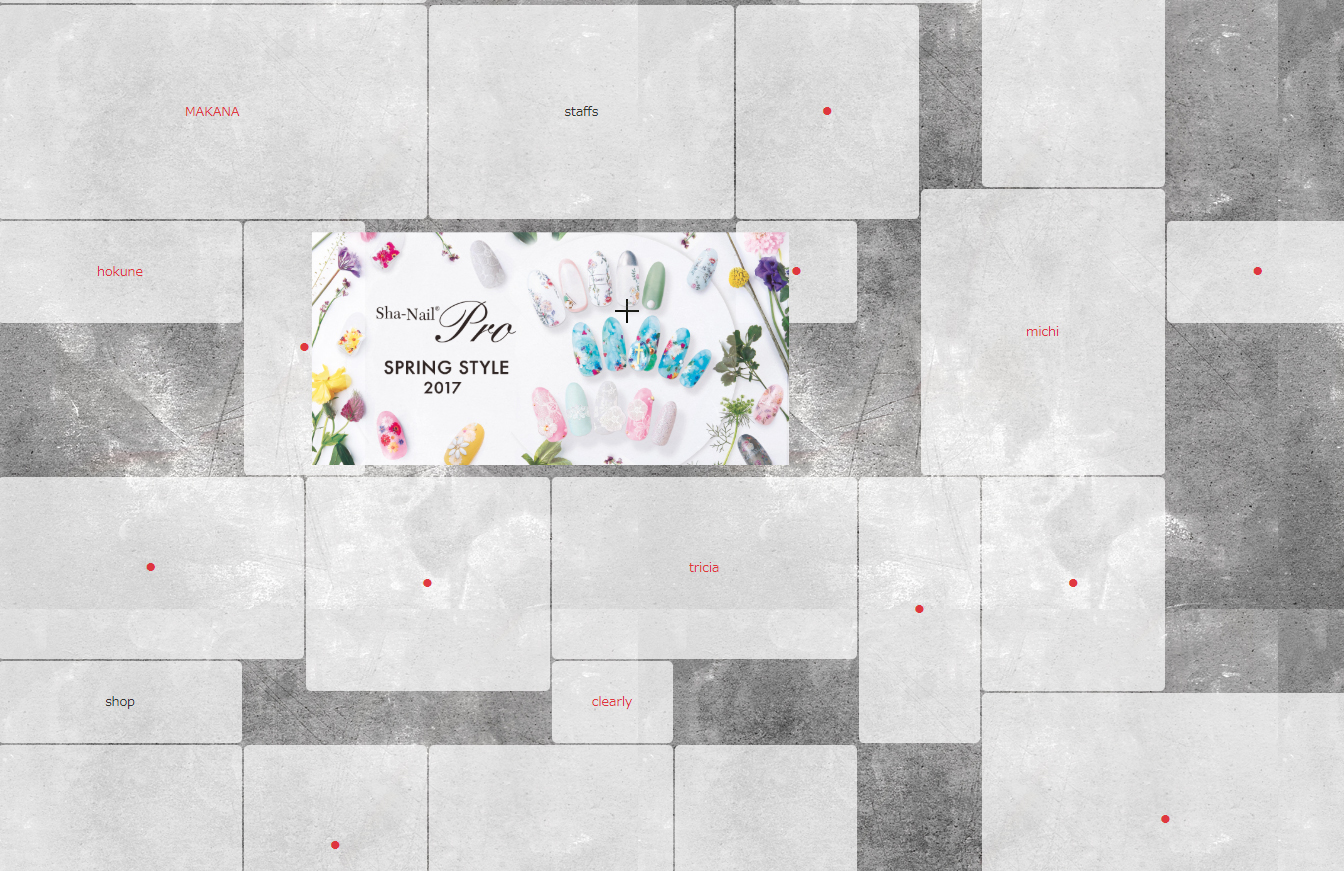 MAKANA
staffs
hokune
Sha-Nail® Pro
SPRING STYLE
2017
michi
tricia
shop
clearly